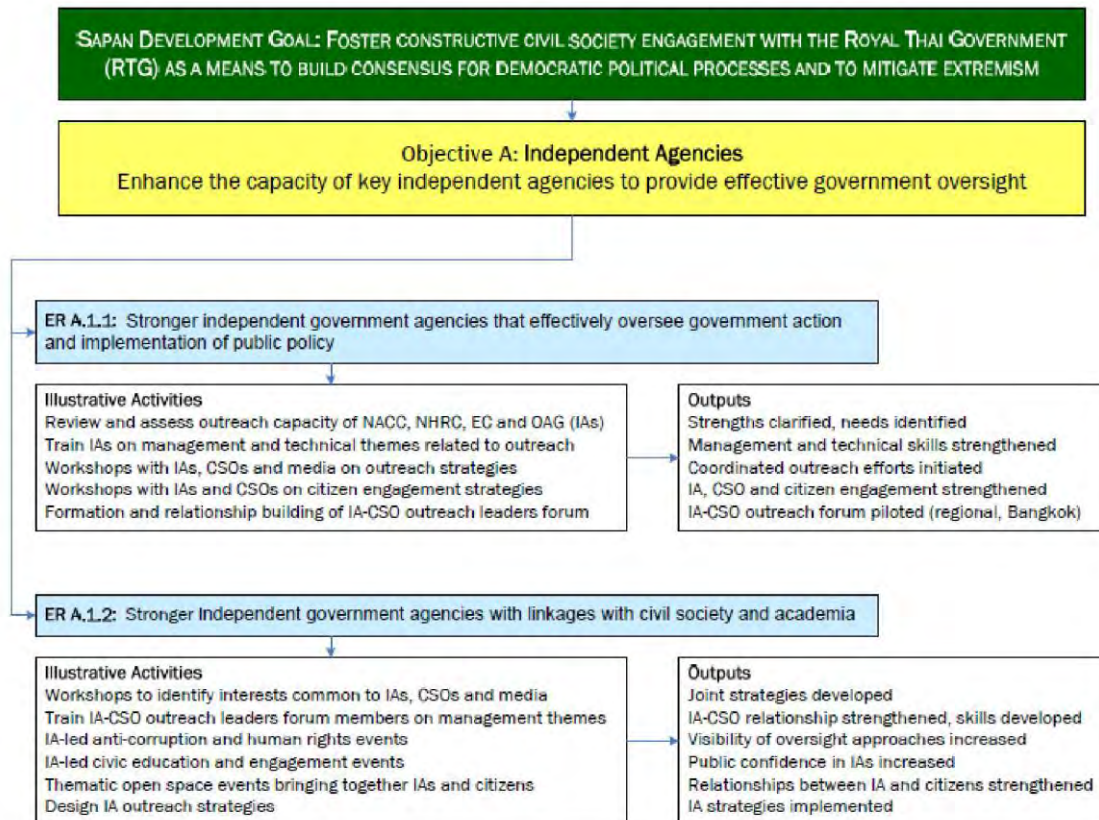 SAPAN DEVELOPMENT GOAL: FOSTER CONSTRUCTIVE CIVIL SOCIETY ENGAGEMENT WITH THE ROYAL THAI GOVERNMENT
(RTG) AS A MEANS TO BUILD CONSENSUS FOR DEMOCRATIC POLITICAL PROCESSES AND TO MITIGATE EXTREMISM
Objective A: Independent Agencies
Enhance the capacity of key independent agencies to provide effective government oversight
ER A.1.1: Stronger independent government agencies that effectively oversee government action
and implementation of public policy
Illustrative Activities
Review and assess outreach capacity of NACC, NHRC, EC and OAG (IAs)
Train IAs on management and technical themes related to outreach
Workshops with IAs, CSOs and media on outreach strategies
Workshops with IAs and CSOs on citizen engagement strategies
Formation and relationship building of IA-CSO outreach leaders forum
Outputs
Strengths clarified, needs identified
Management and technical skills strengthened
Coordinated outreach efforts initiated
IA, CSO and citizen engagement strengthened
IA-CSO outreach forum piloted (regional, Bangkok)
ER A.1.2: Stronger Independent government agencies with linkages with civil society and academia
Illustrative Activities
Workshops to identify interests common to IAs, CSOs and media
Train IA-CSO outreach leaders forum members on management themes
IA-led anti-corruption and human rights events
IA-led civic education and engagement events
Thematic open space events bringing together IAs and citizens
Design IA outreach strategies
Outputs
Joint strategies developed
IA-CSO relationship strengthened, skills developed
Visibility of oversight approaches increased
Public confidence in IAs increased
Relationships between IA and citizens strengthened
IA strategies implemented